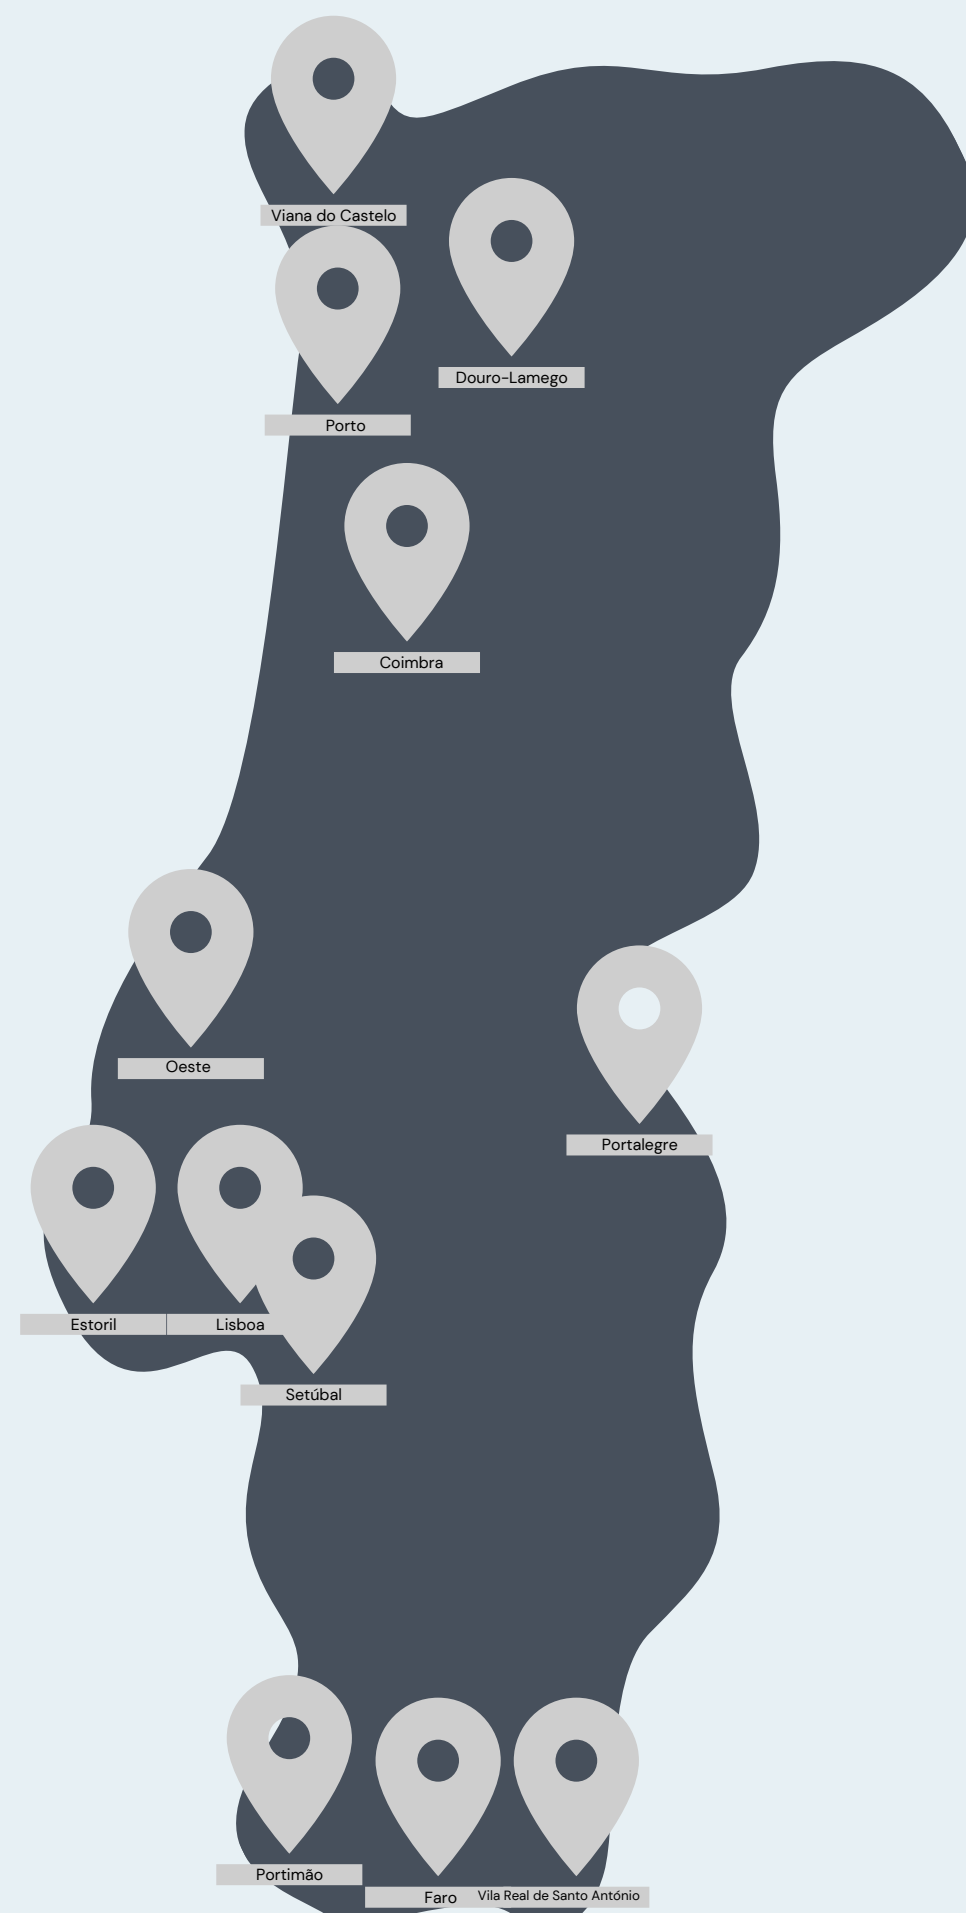 Viana do Castelo
Douro-Lamego
Porto
Coimbra
Oeste
Portalegre
Estoril
Lisboa
Setúbal
Portimão
Faro
Vila Real de Santo António